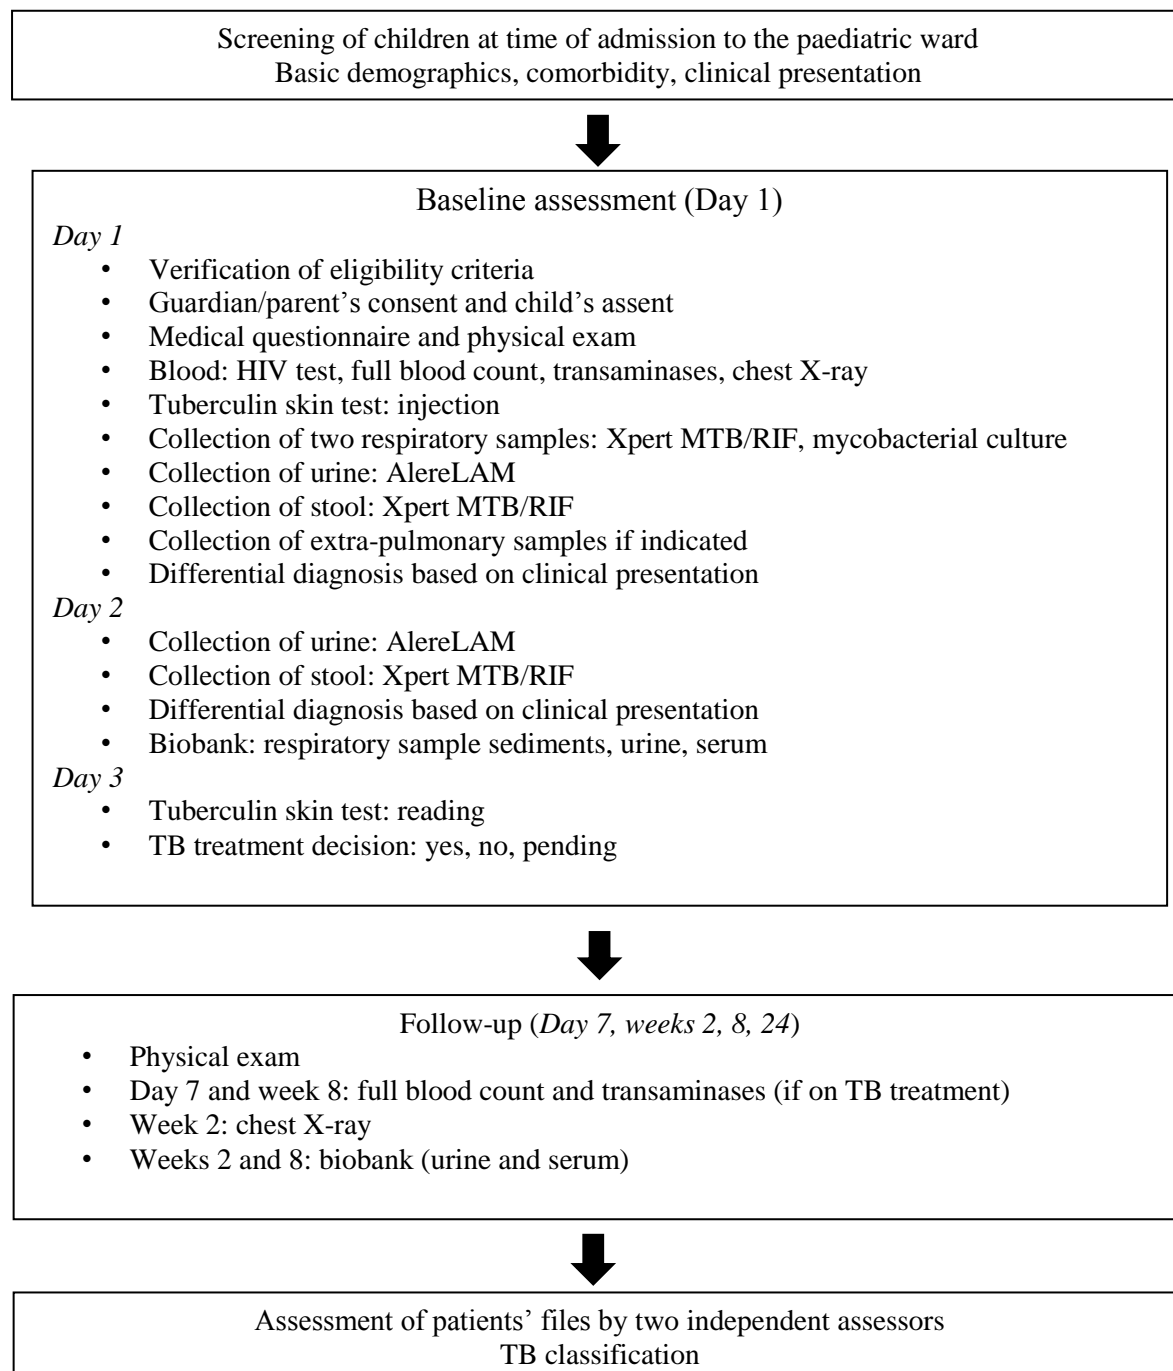 Screening of children at time of admission to the paediatric ward
Basic demographics, comorbidity, clinical presentation
Baseline assessment (Day 1)
Day 1
• Verification of eligibility criteria
• Guardian/parent’s consent and child’s assent
• Medical questionnaire and physical exam
• Blood: HIV test, full blood count, transaminases, chest X-ray
• Tuberculin skin test: injection
• Collection of two respiratory samples: Xpert MTB/RIF, mycobacterial culture
• Collection of urine: AlereLAM
• Collection of stool: Xpert MTB/RIF
• Collection of extra-pulmonary samples if indicated
• Differential diagnosis based on clinical presentation
Day 2
• Collection of urine: AlereLAM
• Collection of stool: Xpert MTB/RIF
• Differential diagnosis based on clinical presentation
• Biobank: respiratory sample sediments, urine, serum
Day 3
• Tuberculin skin test: reading
• TB treatment decision: yes, no, pending
Follow-up (Day 7, weeks 2, 8, 24)
• Physical exam
• Day 7 and week 8: full blood count and transaminases (if on TB treatment)
• Week 2: chest X-ray
• Weeks 2 and 8: biobank (urine and serum)
Assessment of patients’ files by two independent assessors
TB classification